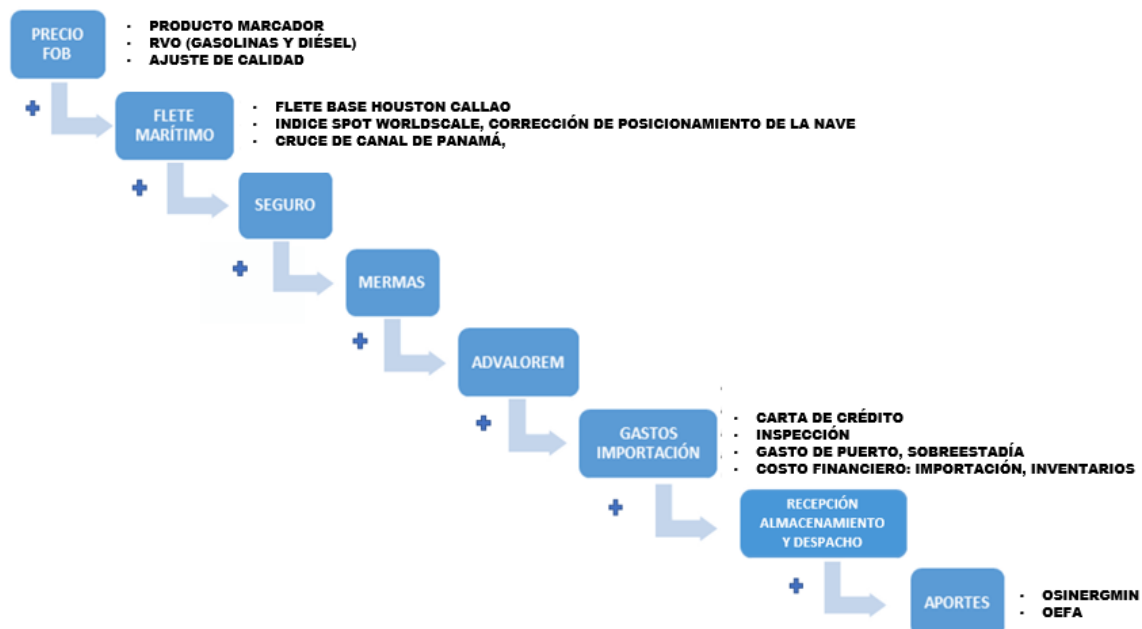 PRECIO
FOB
· PRODUCTO MARCADOR
· RVO (GASOLINAS Y DIÉSEL)
· AJUSTE DE CALIDAD
FLETE
MARÍTIMO
· FLETE BASE HOUSTON CALLAO
· INDICE SPOT WORLDSCALE, CORRECCIÓN DE POSICIONAMIENTO DE LA NAVE
· CRUCE DE CANAL DE PANAMÁ,
SEGURO
MERMAS
ADVALOREM
GASTOS
IMPORTACIÓN
· CARTA DE CRÉDITO
· INSPECCIÓN
· GASTO DE PUERTO, SOBREESTADÍA
· COSTO FINANCIERO: IMPORTACIÓN, INVENTARIOS
RECEPCIÓN
ALMACENAMIENTO
Y DESPACHO
APORTES
· OSINERGMIN
· OEFA